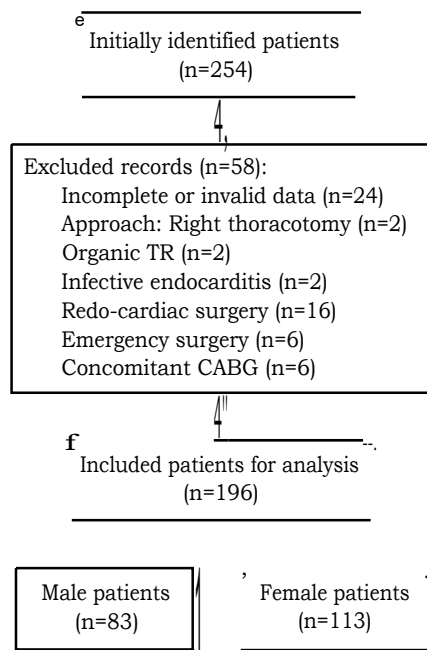 Initially identified patients
(n=254)
Excluded records (n=58):
Incomplete or invalid data (n=24)
Approach: Right thoracotomy (n=2)
Organic TR (n=2)
Infective endocarditis (n=2)
Redo-cardiac surgery (n=16)
Emergency surgery (n=6)
Concomitant CABG (n=6)
Included patients for analysis
(n=196)
Male patients
(n=83)
Female patients
(n=113)